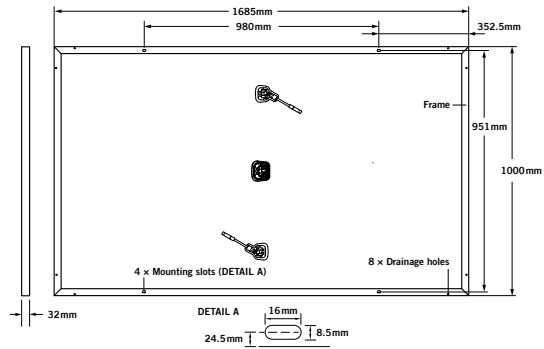 1685mm
980mm
352.5mm
Frame
951mm
1000mm
4 × Mounting slots (DETAIL A)
8 × Drainage holes
32mm
DETAIL A
16mm
24.5mm
8.5mm